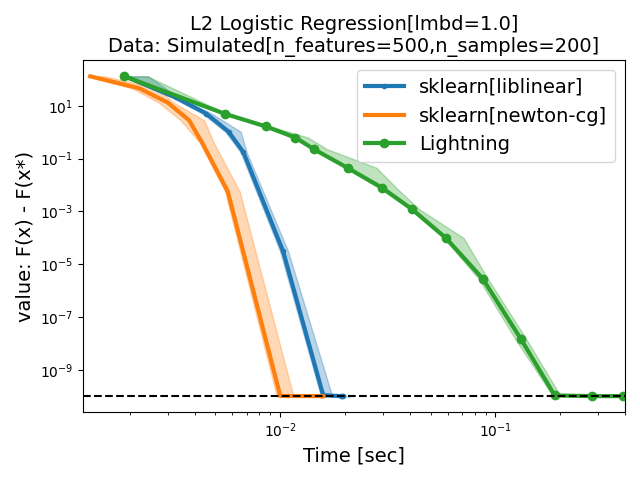 L2 Logistic Regression[lmbd=1.0]
Data: Simulated[n_features=500,n_samples=200]
sklearn[liblinear]
sklearn[newton-cg]
Lightning
value: F(x) - F(x*)
10¹
10⁻¹
10⁻³
10⁻⁵
10⁻⁷
10⁻⁹
10⁻²
10⁻¹
Time [sec]